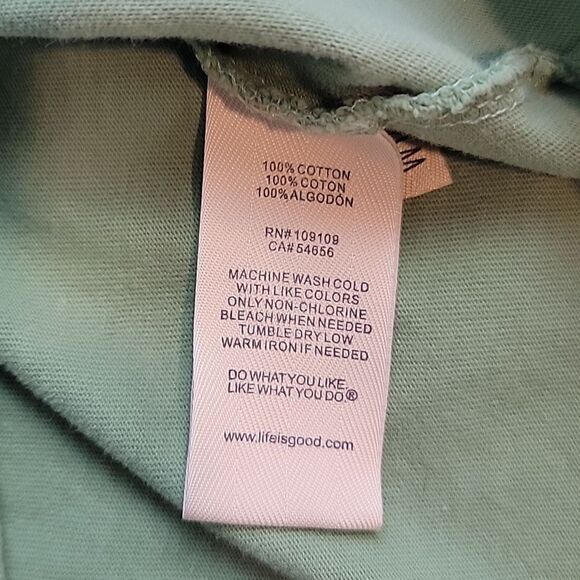 100% COTTON
100% COTON
100% ALGODÓN
RN# 109109
CA# 54656
MACHINE WASH COLD
WITH LIKE COLORS
ONLY NON-CHLORINE
BLEACH WHEN NEEDED
TUMBLE DRY LOW
WARM IRON IF NEEDED
DO WHAT YOU LIKE.
LIKE WHAT YOU DO®
www.lifeisgood.com